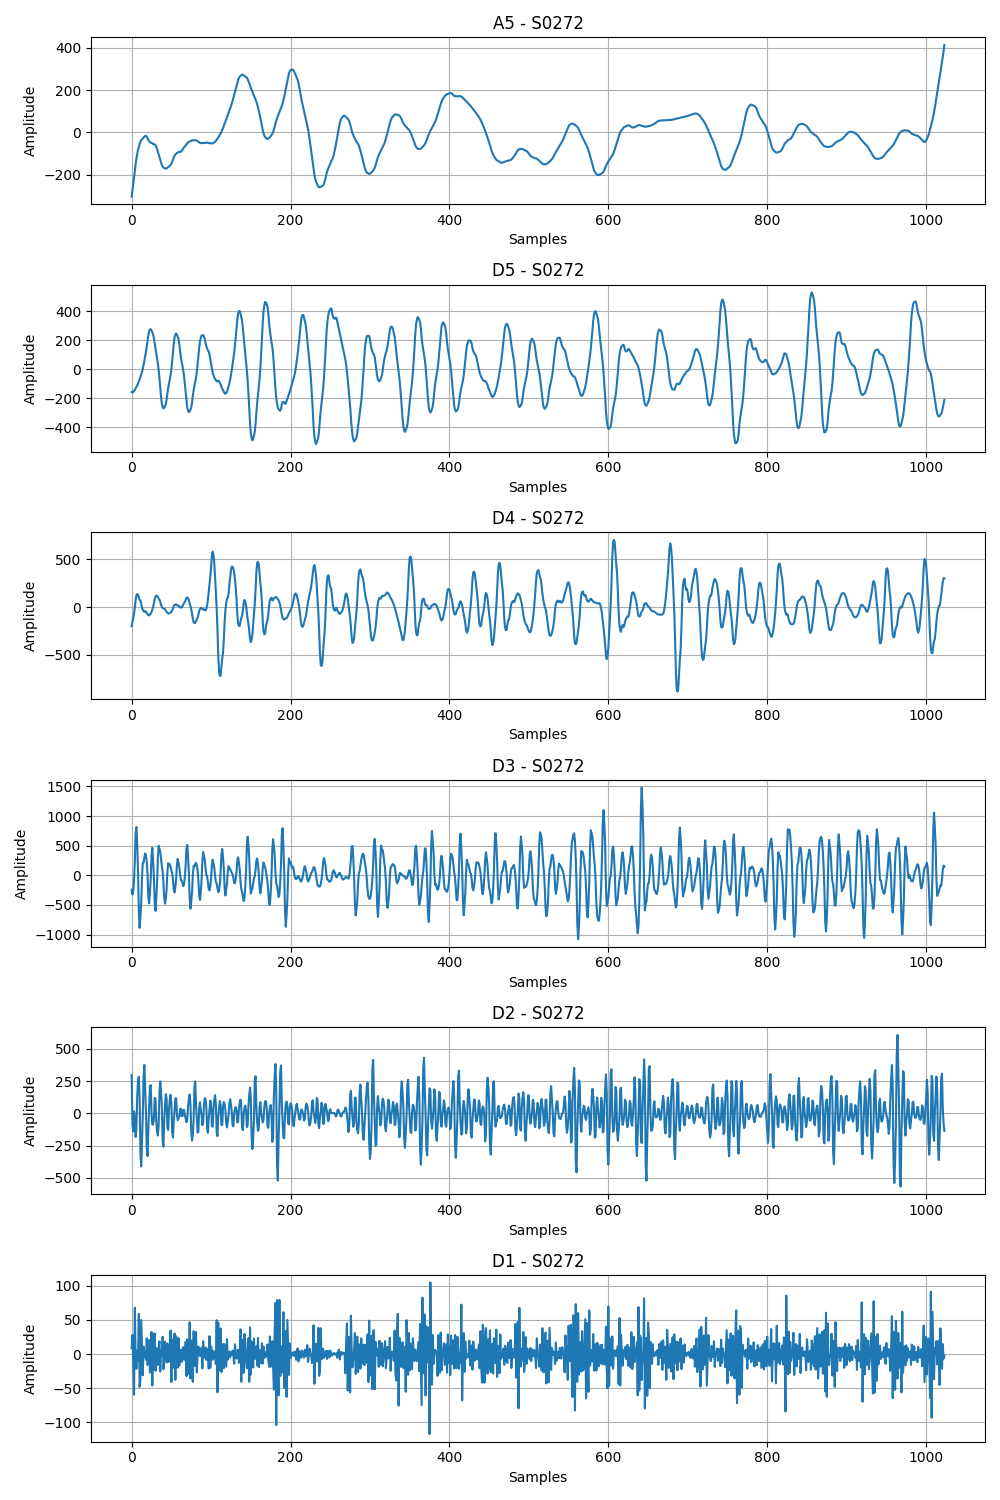 A5 - S0272
400
200
0
−200
Amplitude
0 200 400 600 800 1000
Samples
D5 - S0272
400
200
0
−200
−400
Amplitude
0 200 400 600 800 1000
Samples
D4 - S0272
500
0
−500
Amplitude
0 200 400 600 800 1000
Samples
D3 - S0272
1500
1000
500
0
−500
−1000
Amplitude
0 200 400 600 800 1000
Samples
D2 - S0272
500
250
0
−250
−500
Amplitude
0 200 400 600 800 1000
Samples
D1 - S0272
100
50
0
−50
−100
Amplitude
0 200 400 600 800 1000
Samples